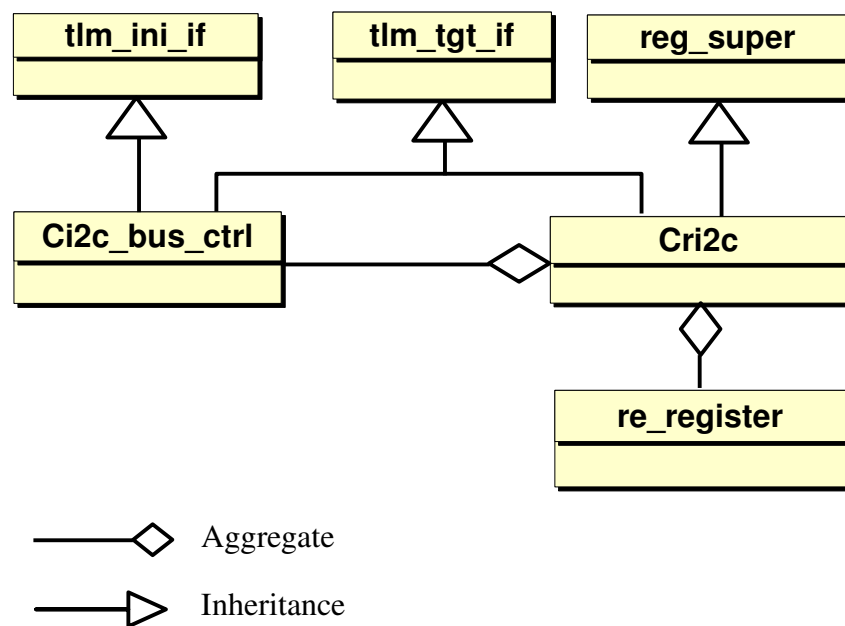 tlm_ini_if
tlm_tgt_if
reg_super
Ci2c_bus_ctrl
Cri2c
re_register
Aggregate
Inheritance